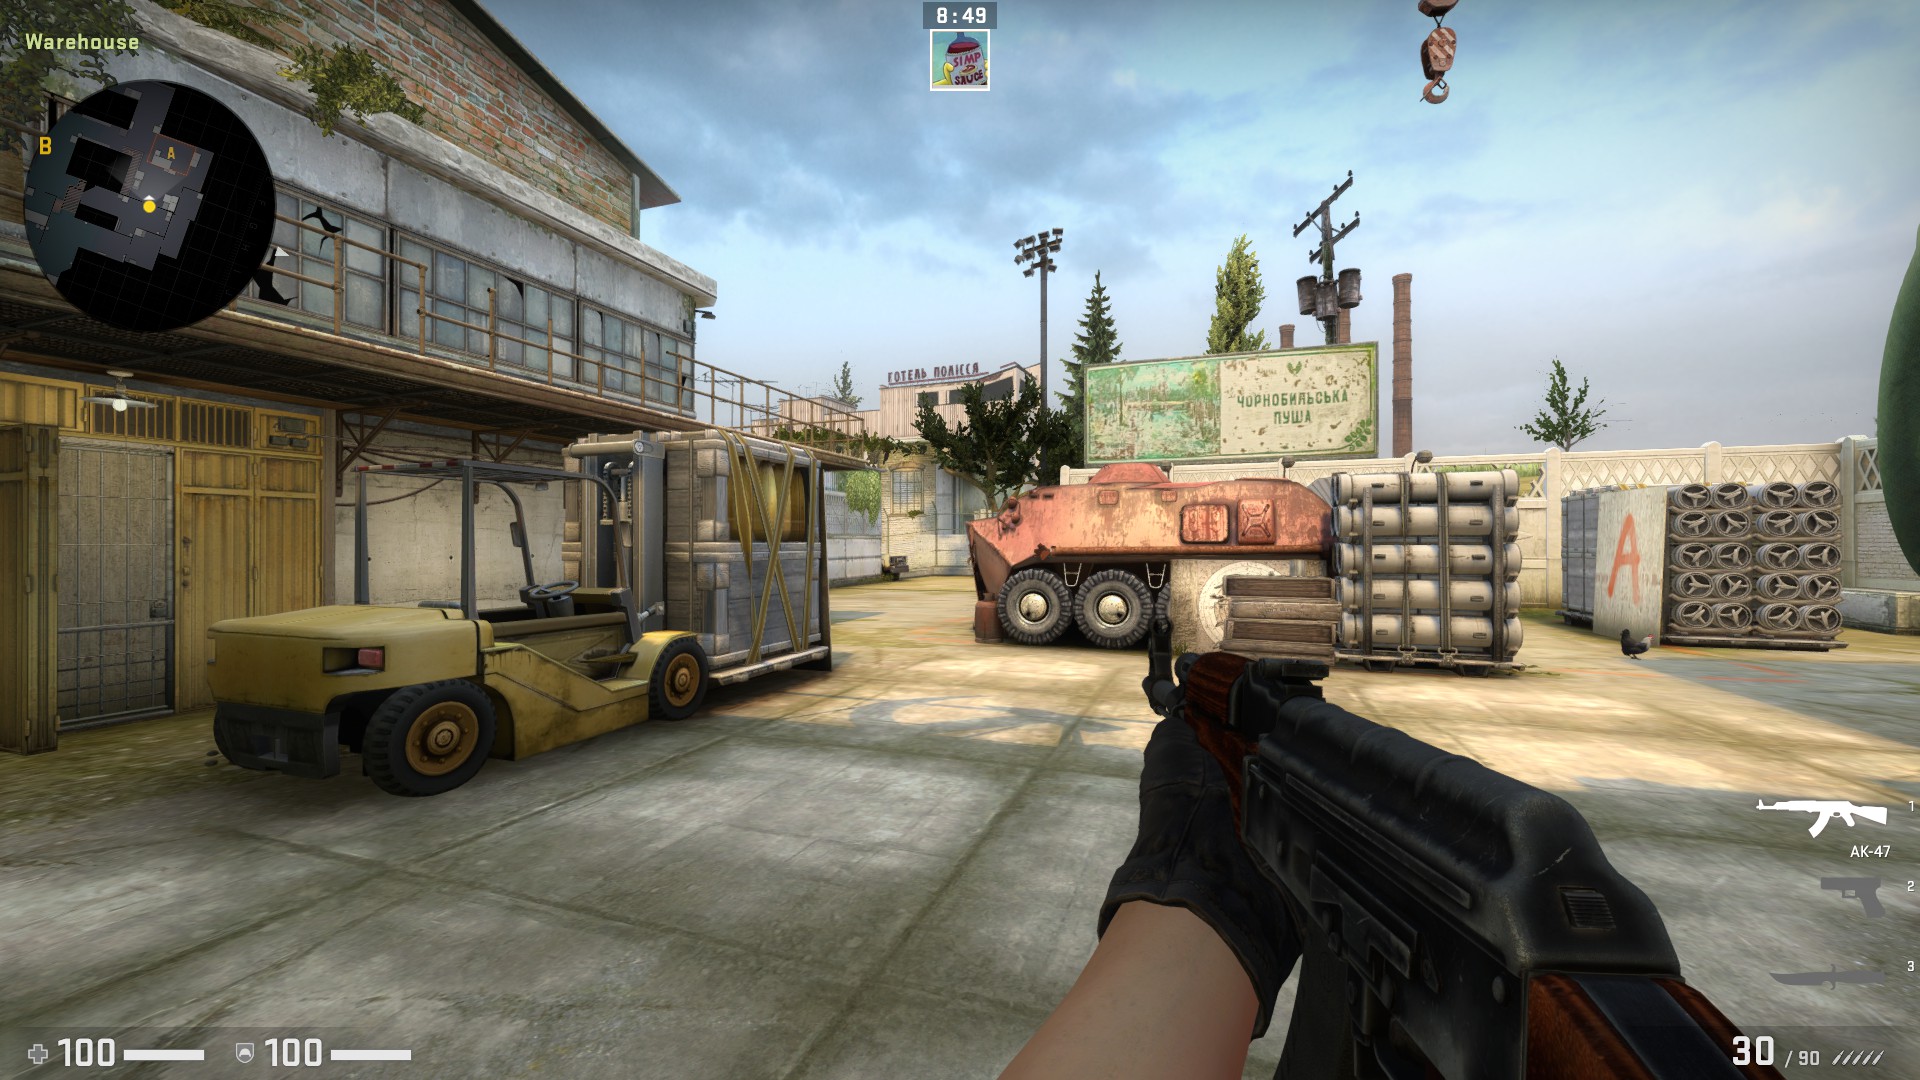 8:49
Warehouse
SIMP
SAUCE
B
A
ГОТЕЛЬ ПОЛІССЯ
ЧОРНОБИЛЬСЬКА
ПУЩА
A
1
AK-47
2
3
100
100
30 / 90